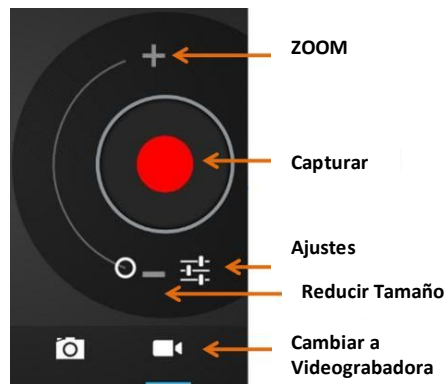 ZOOM
Capturar
Ajustes
Reducir Tamaño
Cambiar a
Videograbadora